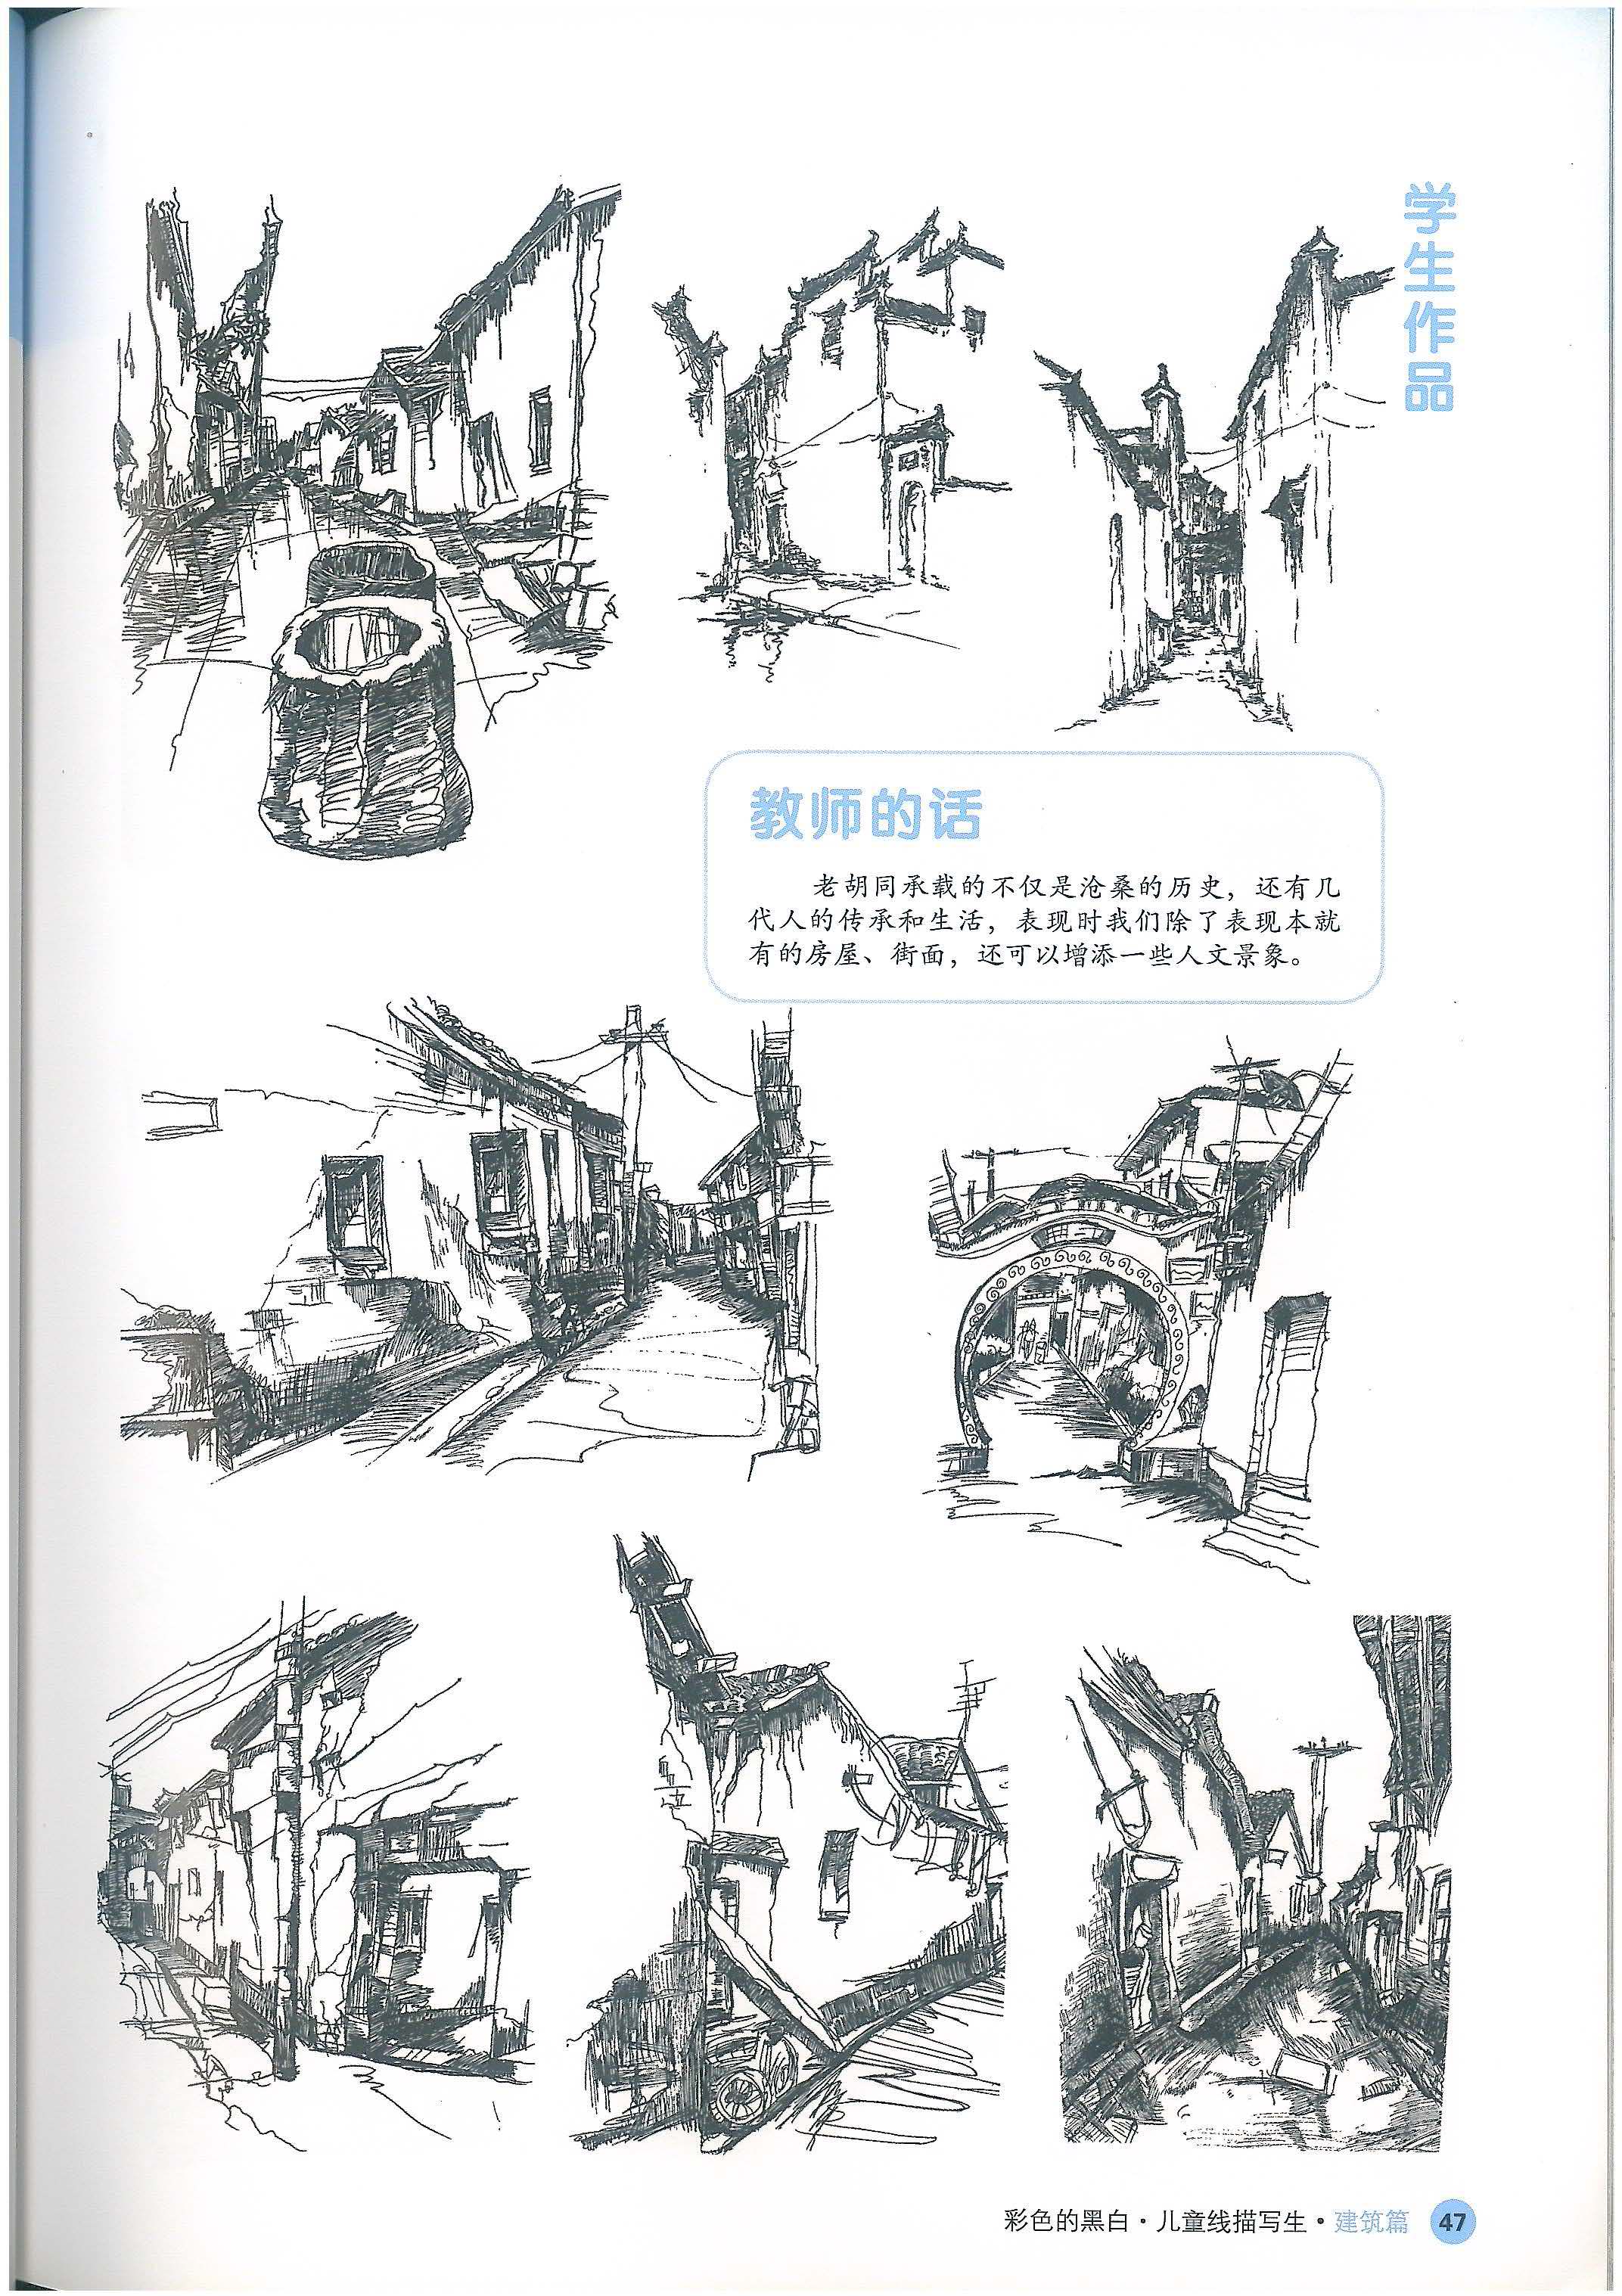 学生作品
教师的话
老胡同承载的不仅是沧桑的历史，还有几
代人的传承和生活，表现时我们除了表现本就
有的房屋、街面，还可以增添一些人文景象。
彩色的黑白·儿童线描写生·建筑篇 47